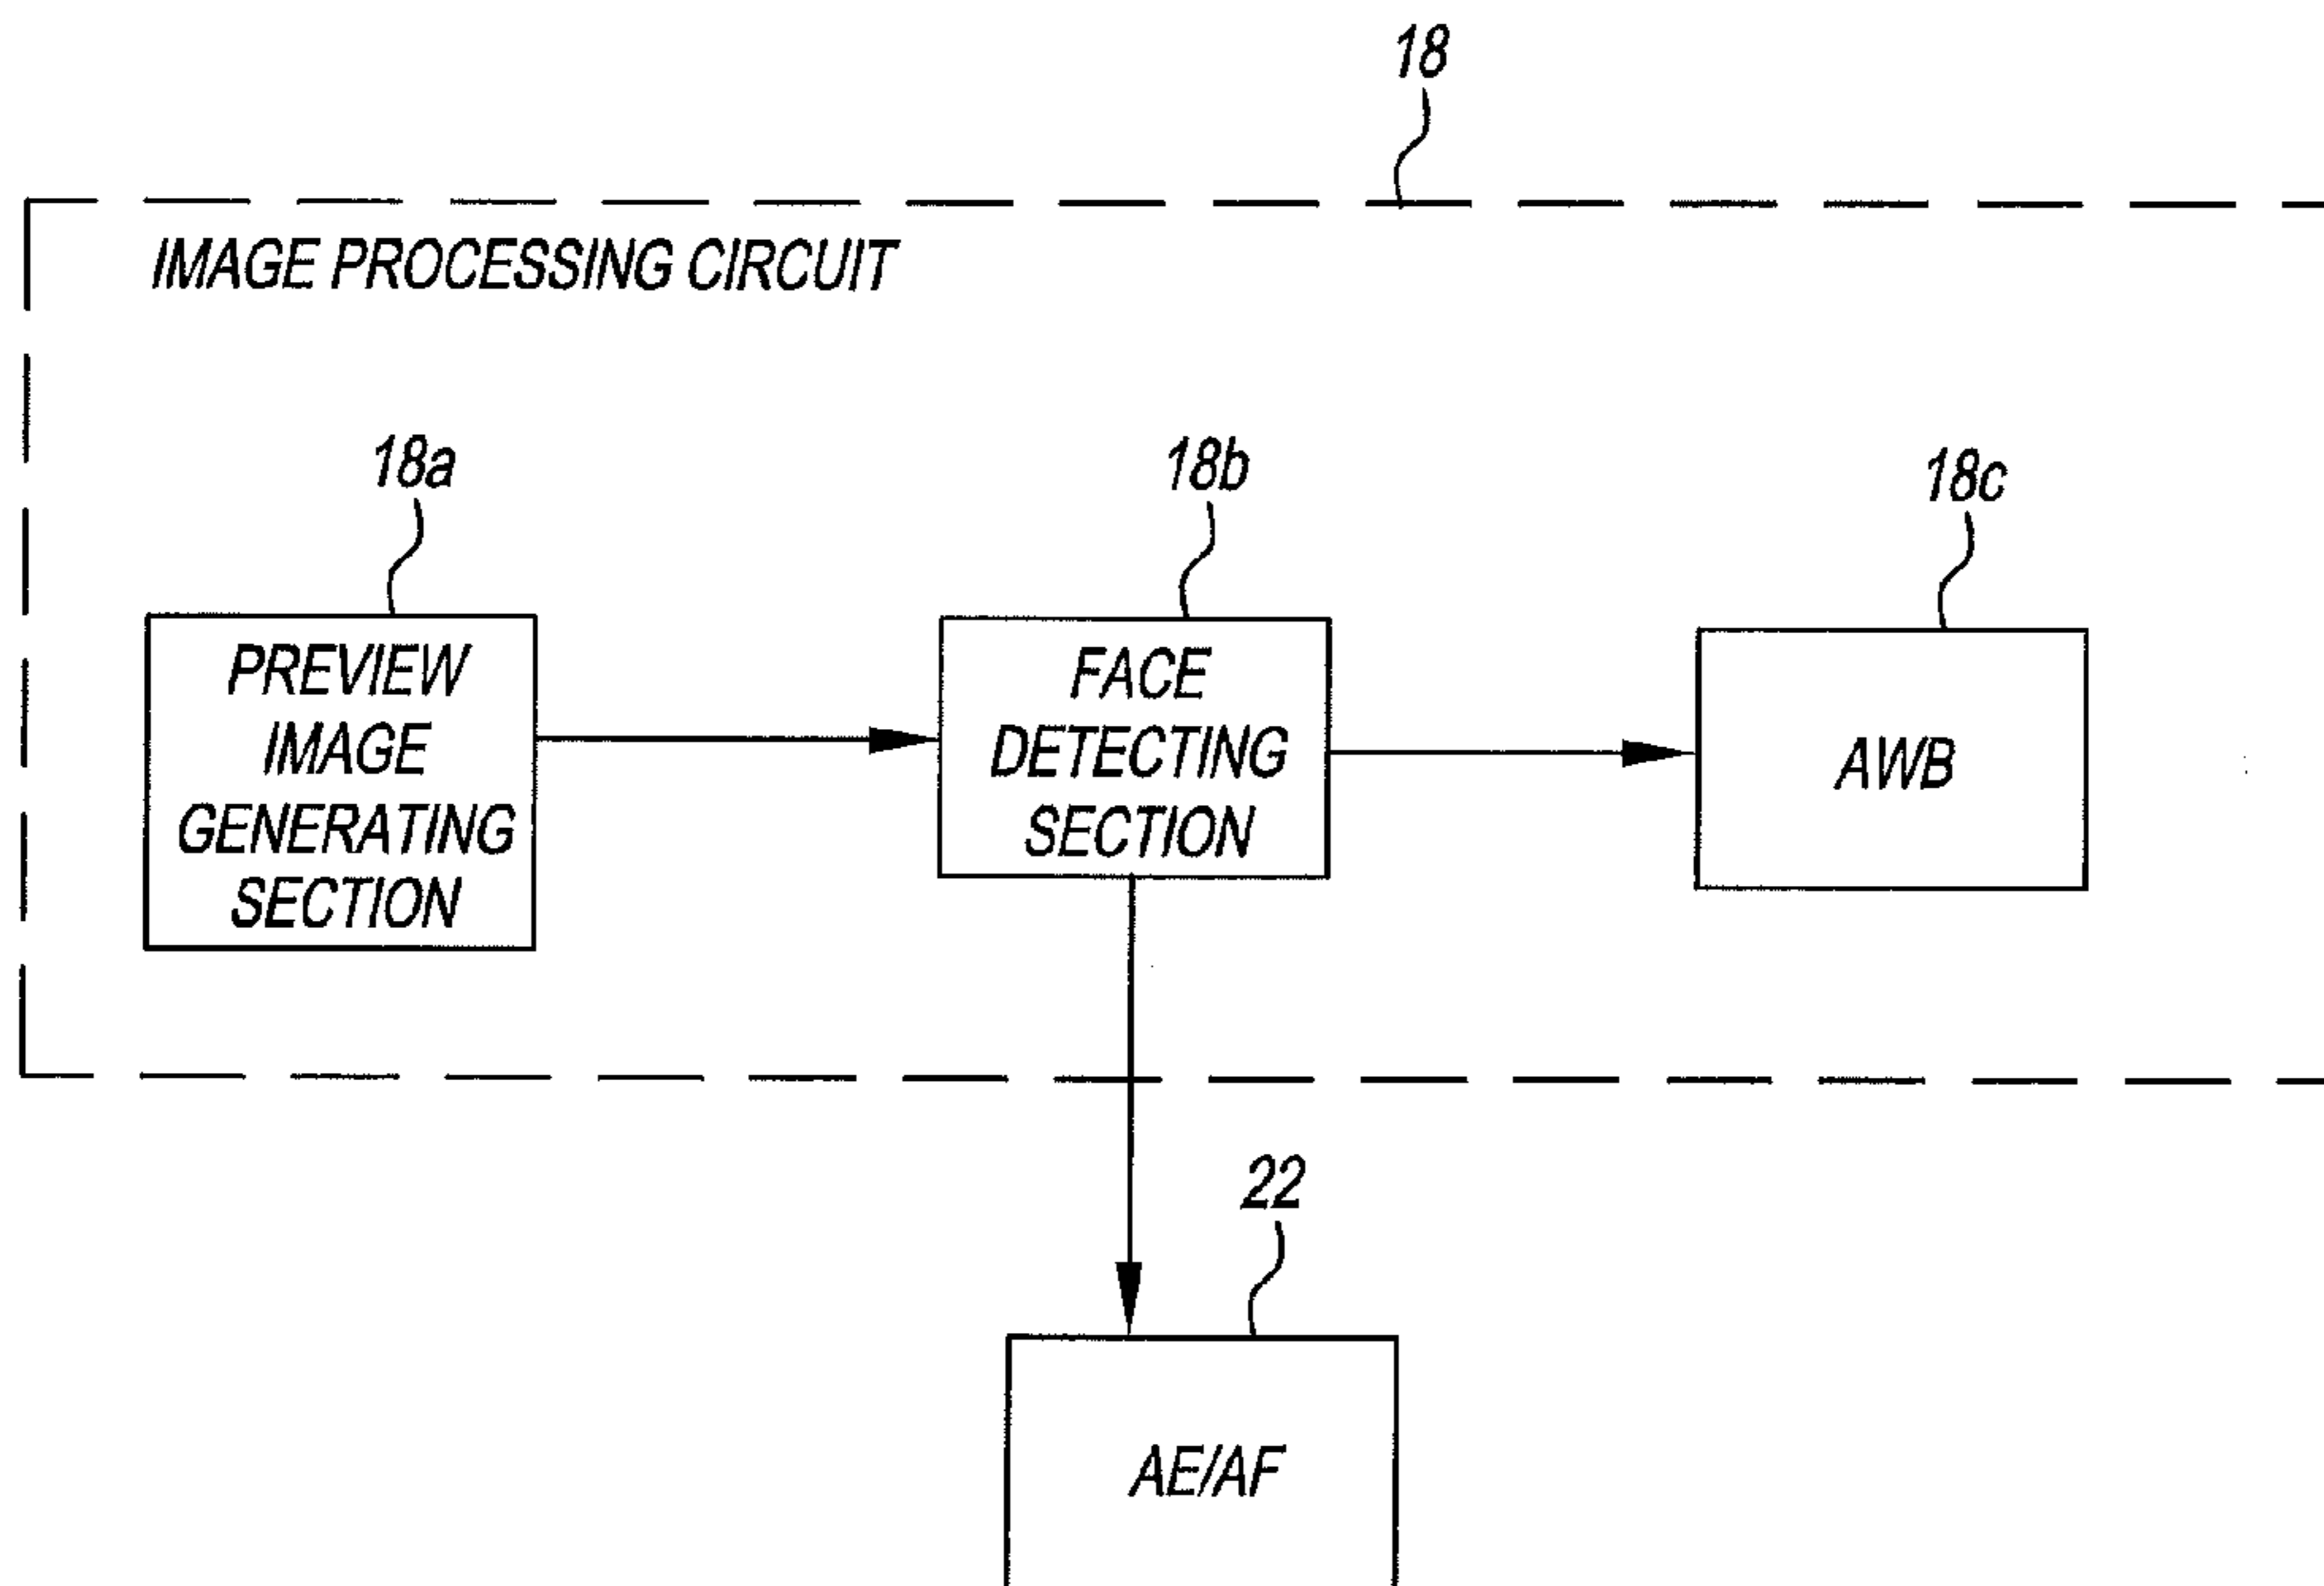 18
IMAGE PROCESSING CIRCUIT
18a
18b
18c
PREVIEW
IMAGE
GENERATING
SECTION
FACE
DETECTING
SECTION
AWB
22
AE/AF